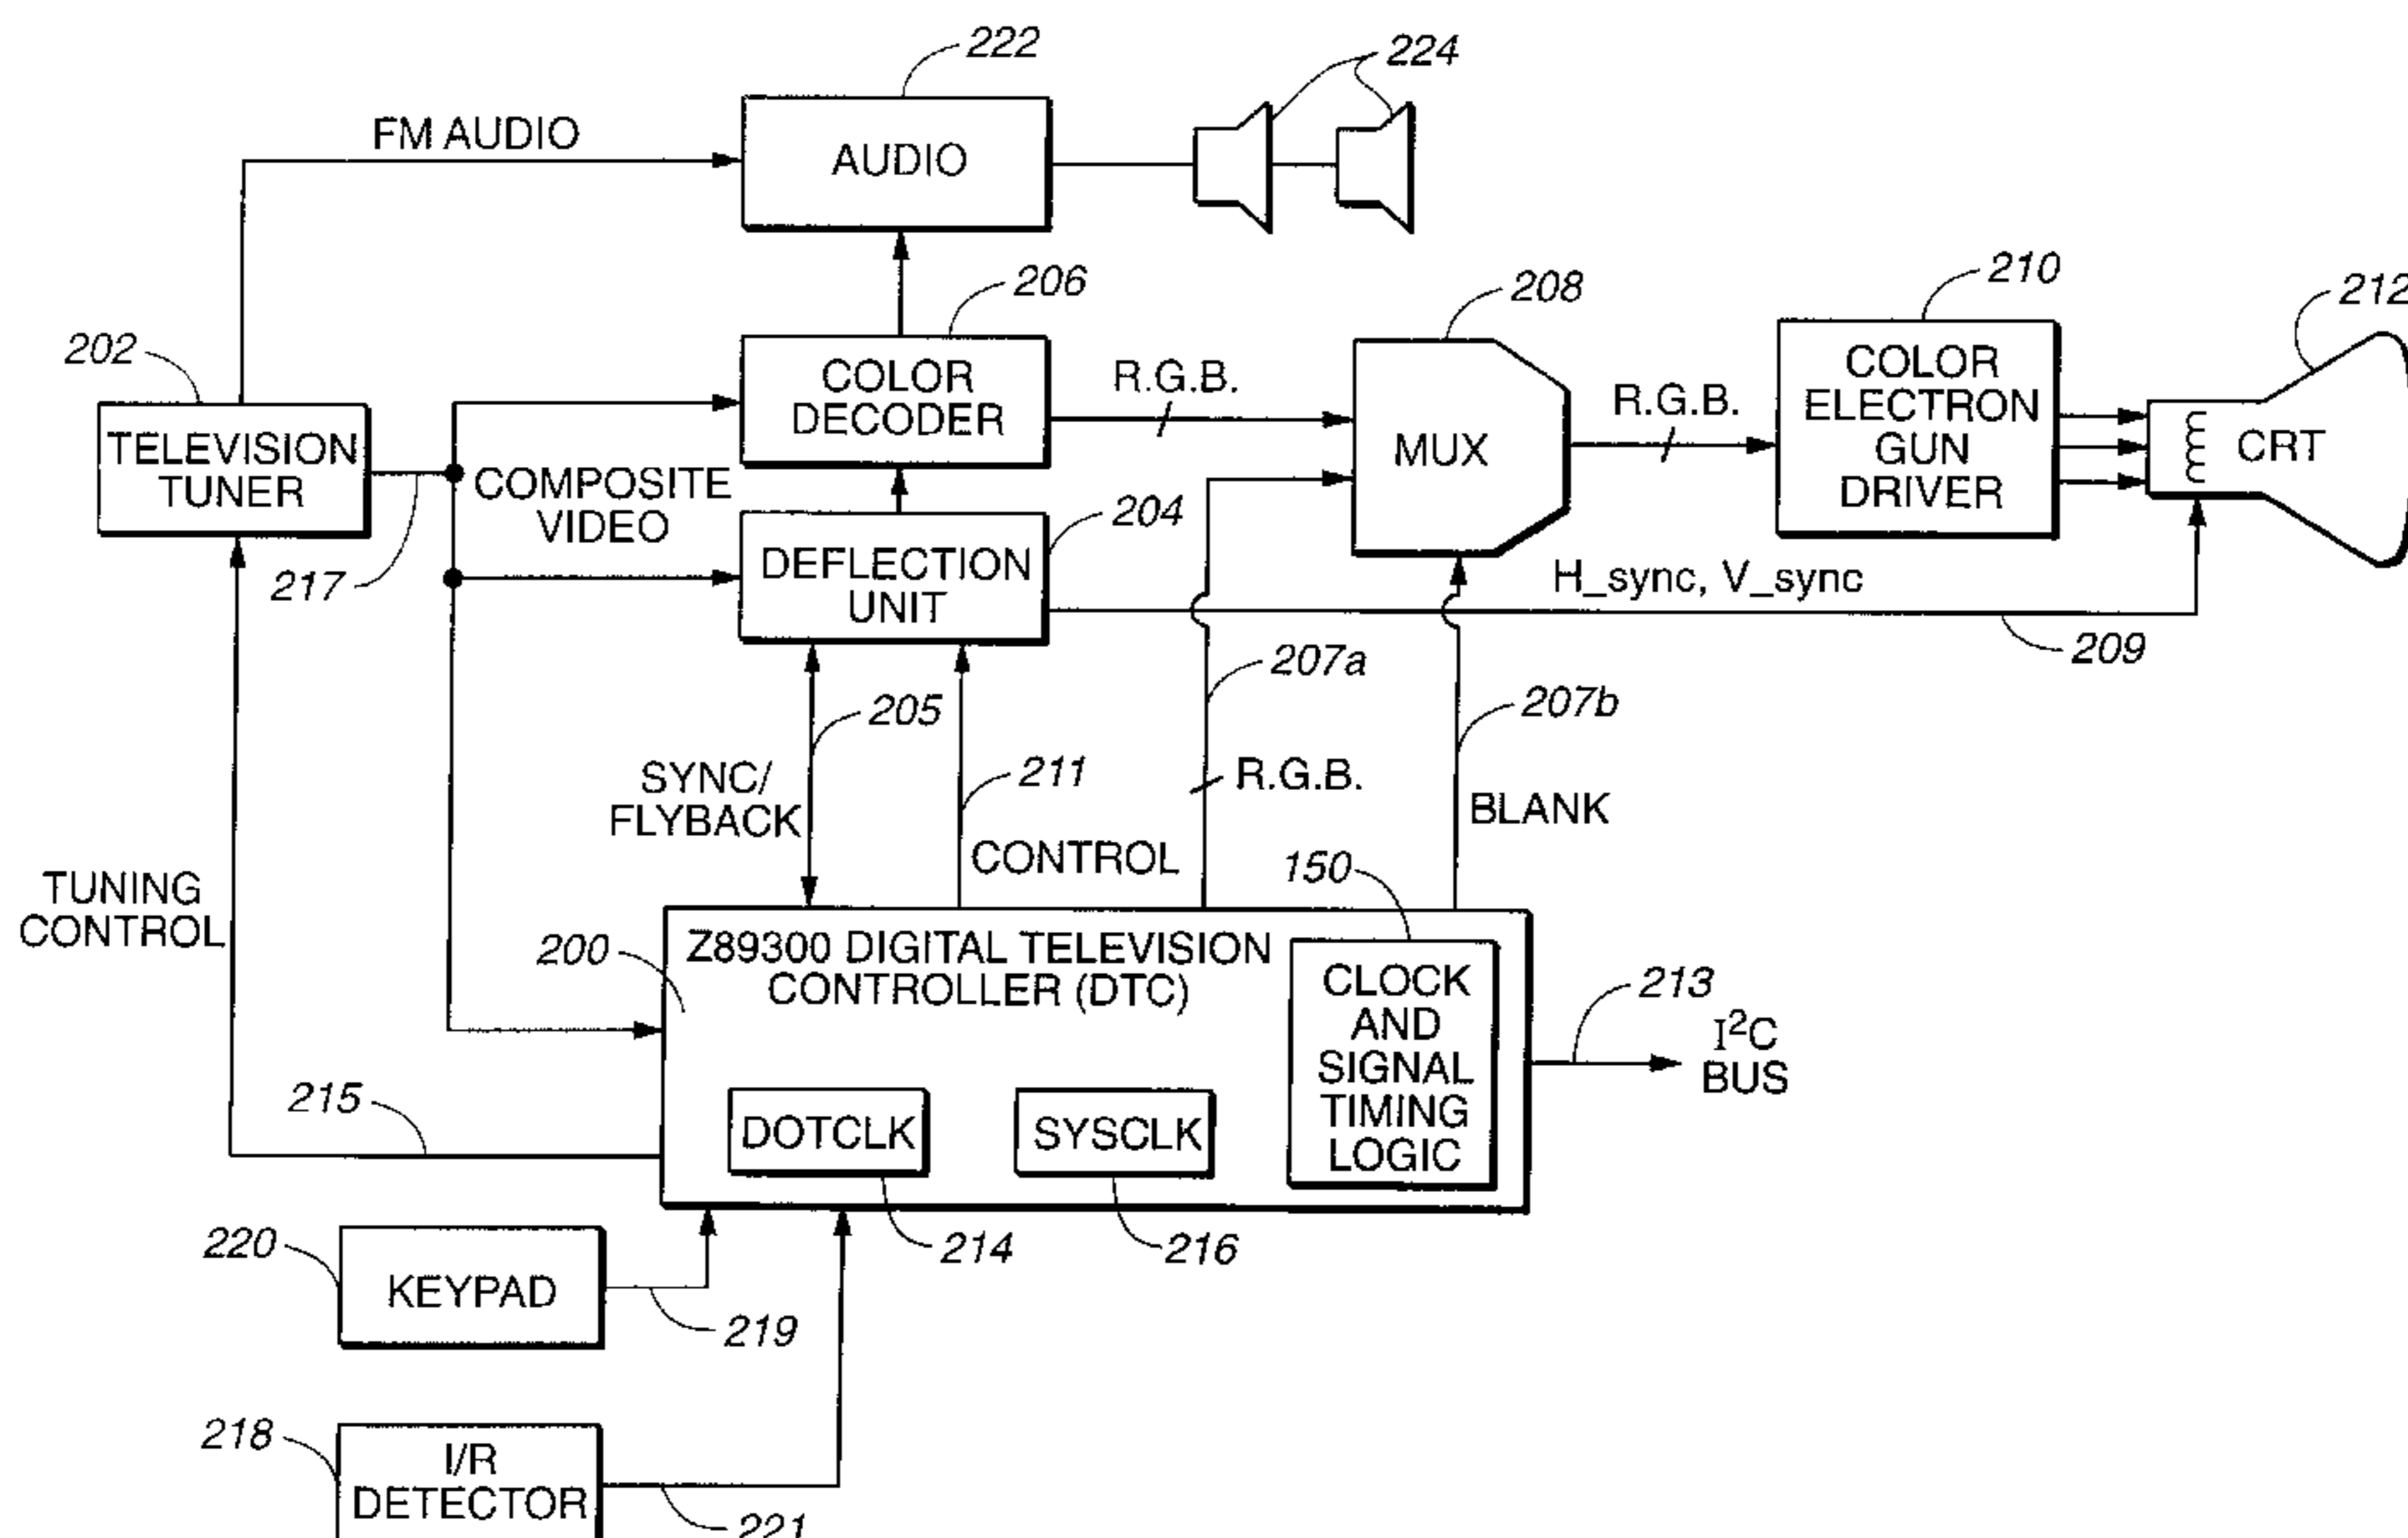 222
224
FM AUDIO
AUDIO
206
208
210
212
202
COLOR
DECODER
R.G.B.
MUX
R.G.B.
COLOR
ELECTRON
GUN
DRIVER
CRT
TELEVISION
TUNER
COMPOSITE
VIDEO
217
204
DEFLECTION
UNIT
H_sync, V_sync
209
207a
207b
205
211
SYNC/
FLYBACK
R.G.B.
BLANK
CONTROL
150
TUNING
CONTROL
200
Z89300 DIGITAL TELEVISION
CONTROLLER (DTC)
CLOCK
AND
SIGNAL
TIMING
LOGIC
213
I²C
BUS
215
DOTCLK
SYSCLK
214
216
220
KEYPAD
219
218
I/R
DETECTOR
221